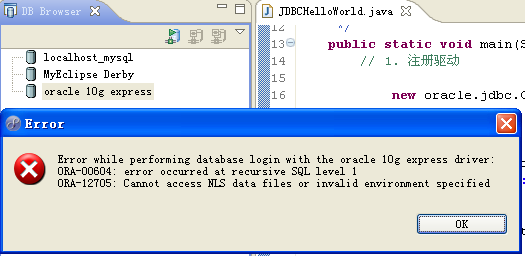 DB Browser
localhost_mysql
MyEclipse Derby
oracle 10g express
JDBCHelloWorld.java
12 */
13 public static void main(S
14 // 1. 注册驱动
15
16 new oracle.jdbc.
Error
Error while performing database login with the oracle 10g express driver:
ORA-00604: error occurred at recursive SQL level 1
ORA-12705: Cannot access NLS data files or invalid environment specified
OK